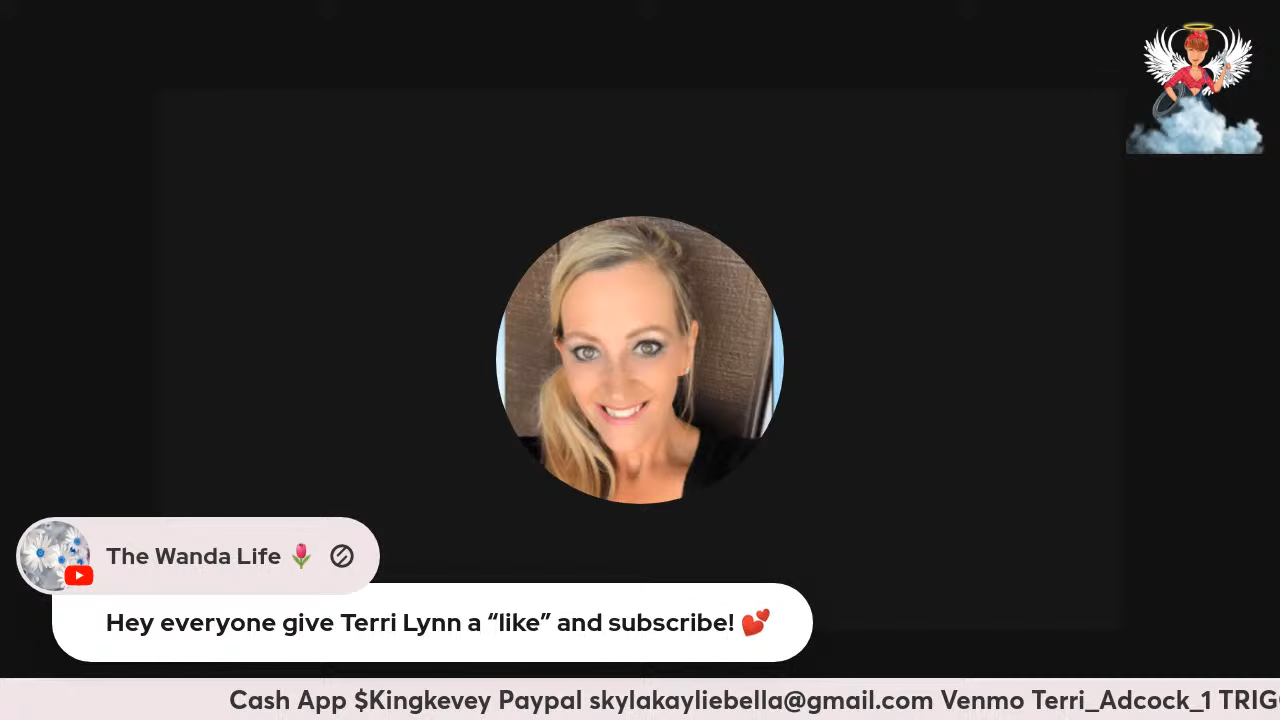 The Wanda Life 🌷
Hey everyone give Terri Lynn a “like” and subscribe! 💕
Cash App $Kingkevey Paypal skylakayliebella@gmail.com Venmo Terri_Adcock_1